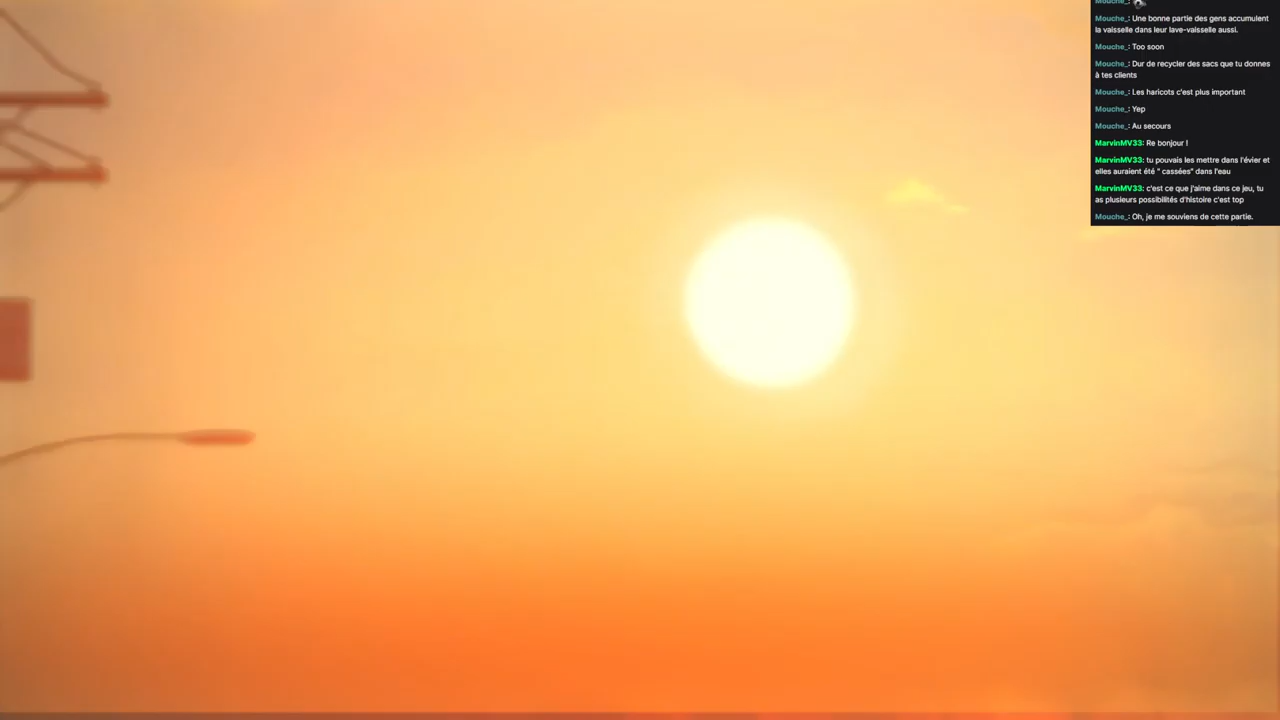 Mouche_:
Mouche_: Une bonne partie des gens accumulent
la vaisselle dans leur lave-vaisselle aussi.
Mouche_: Too soon
Mouche_: Dur de recycler des sacs que tu donnes
à tes clients
Mouche_: Les haricots c'est plus important
Mouche_: Yep
Mouche_: Au secours
MarvinMV33: Re bonjour !
MarvinMV33: tu pouvais les mettre dans l'évier et
elles auraient été " cassées" dans l'eau
MarvinMV33: c'est ce que j'aime dans ce jeu, tu
as plusieurs possibilités d'histoire c'est top
Mouche_: Oh, je me souviens de cette partie.